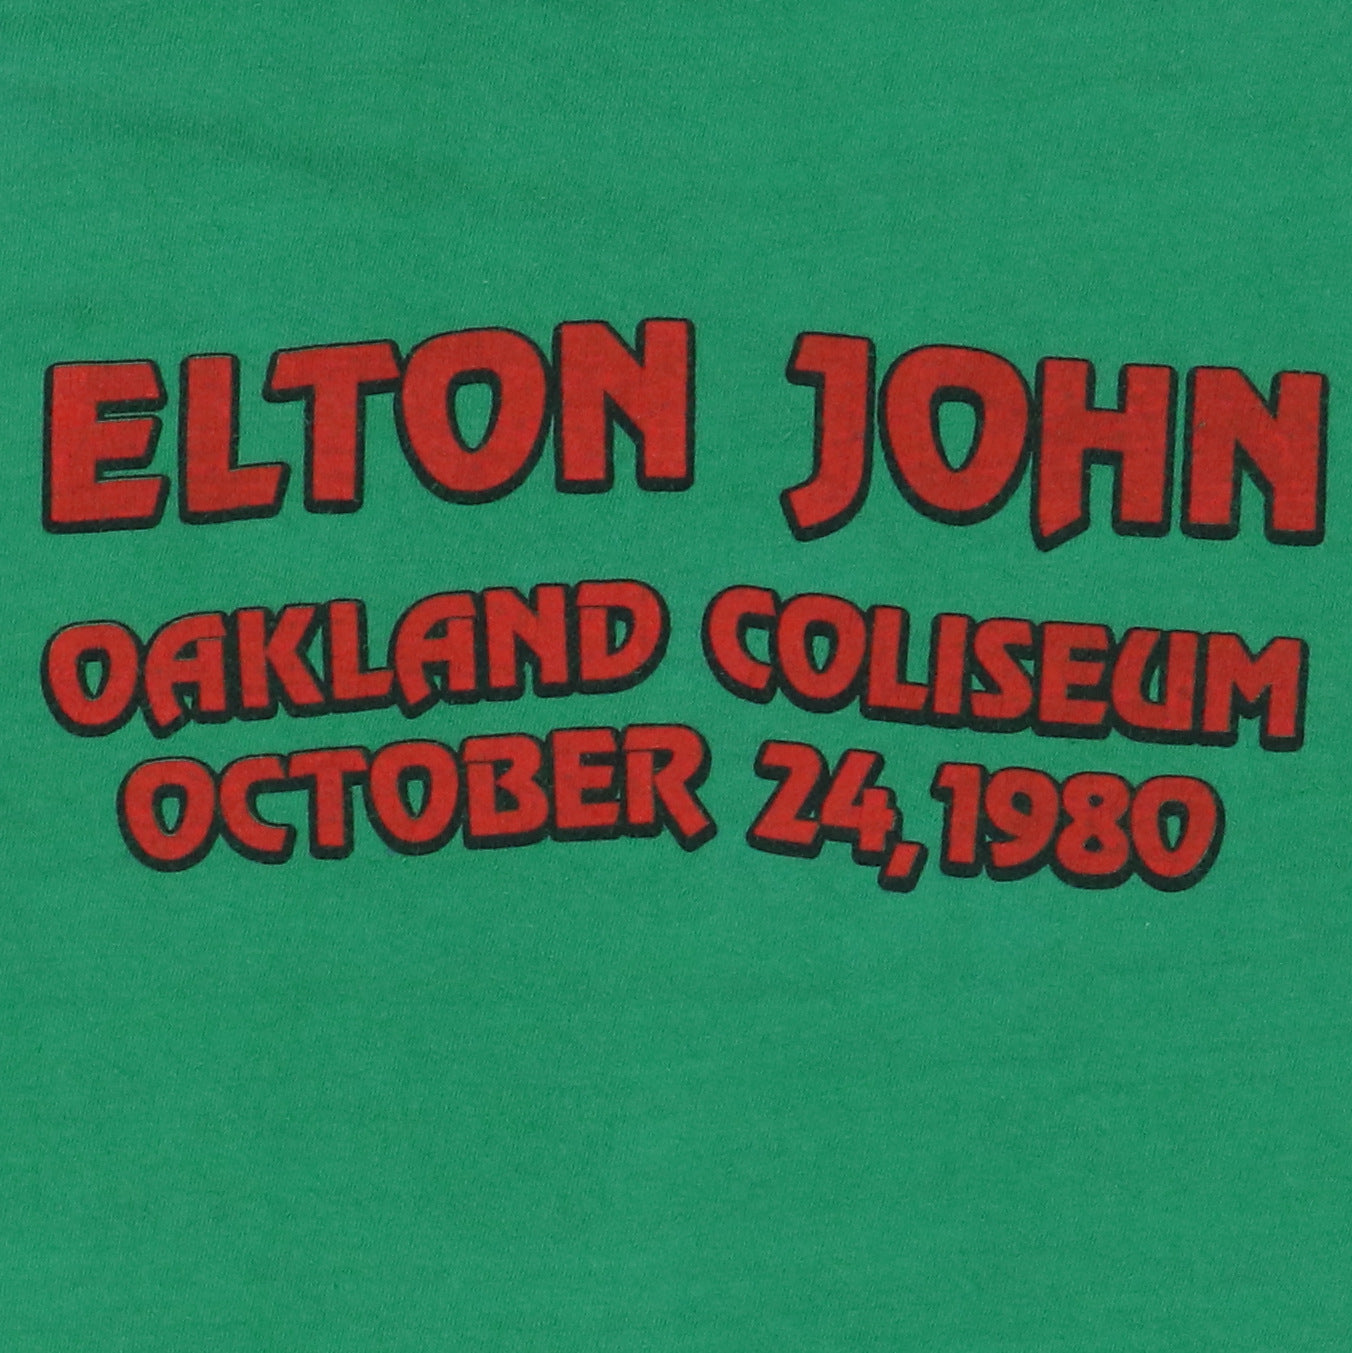 ELTON JOHN
OAKLAND COLISEUM
OCTOBER 24, 1980